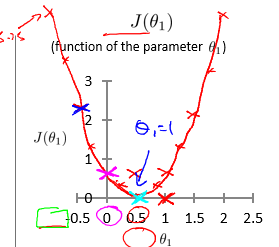 J(θ₁)
(function of the parameter θ₁)
3
2
1
0
J(θ₁)
θ₁=1
-0.5 0 0.5 1 1.5 2 2.5
θ₁